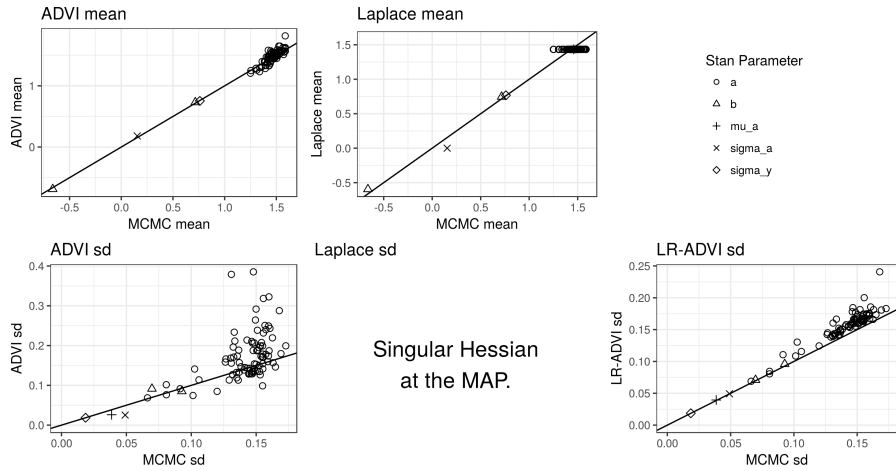 ADVI mean
Laplace mean
ADVI mean
1
0
-0.5 0.0 0.5 1.0 1.5
MCMC mean
Laplace mean
1.5
1.0
0.5
0.0
-0.5
-0.5 0.0 0.5 1.0 1.5
MCMC mean
Stan Parameter
a
b
mu_a
sigma_a
sigma_y
ADVI sd
Laplace sd
LR-ADVI sd
ADVI sd
0.4
0.3
0.2
0.1
0.0
0.00 0.05 0.10 0.15
MCMC sd
Singular Hessian
at the MAP.
LR-ADVI sd
0.25
0.20
0.15
0.10
0.05
0.00
0.00 0.05 0.10 0.15
MCMC sd